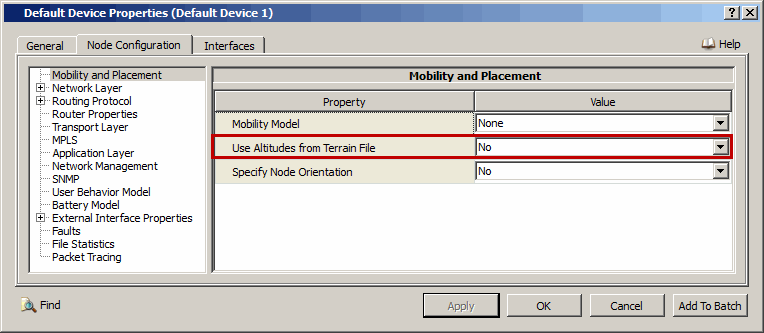 Default Device Properties (Default Device 1)
General
Node Configuration
Interfaces
Help
Mobility and Placement
Network Layer
Routing Protocol
Router Properties
Transport Layer
MPLS
Application Layer
Network Management
SNMP
User Behavior Model
Battery Model
External Interface Properties
Faults
File Statistics
Packet Tracing
Mobility and Placement
Property Value
Mobility Model None
Use Altitudes from Terrain File No
Specify Node Orientation No
Find
Apply
OK
Cancel
Add To Batch